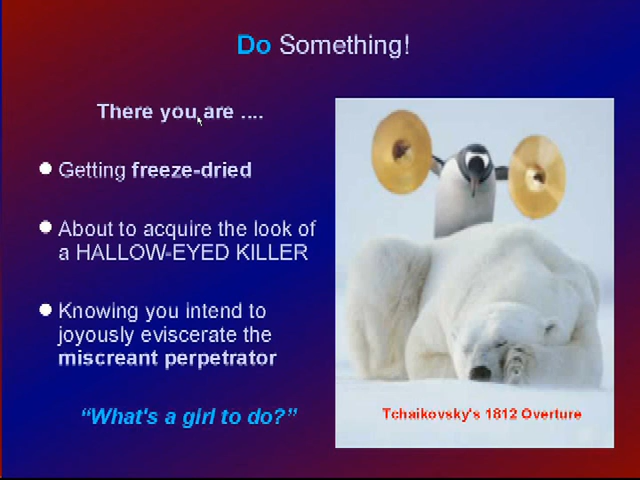 Do Something!
There you are ....
Getting freeze-dried
About to acquire the look of
a HALLOW-EYED KILLER
Knowing you intend to
joyously eviscerate the
miscreant perpetrator
“What's a girl to do?”
Tchaikovsky's 1812 Overture